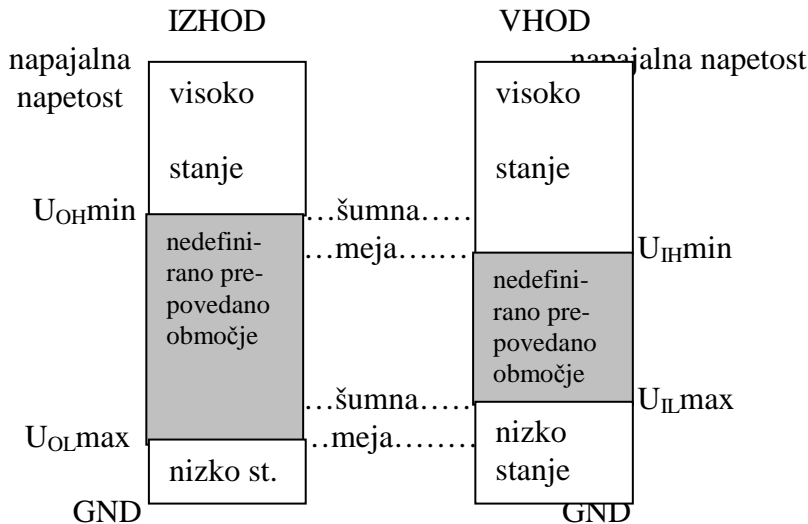 IZHOD
VHOD
napajalna
napetost
napajalna napetost
visoko
stanje
visoko
stanje
UOHmin
...šumna.....
...meja.......
UIHmin
nedefini-
rano pre-
povedano
območje
nedefini-
rano pre-
povedano
območje
...šumna.....
UILmax
UOLmax
...meja.......
nizko st.
nizko
stanje
GND
GND